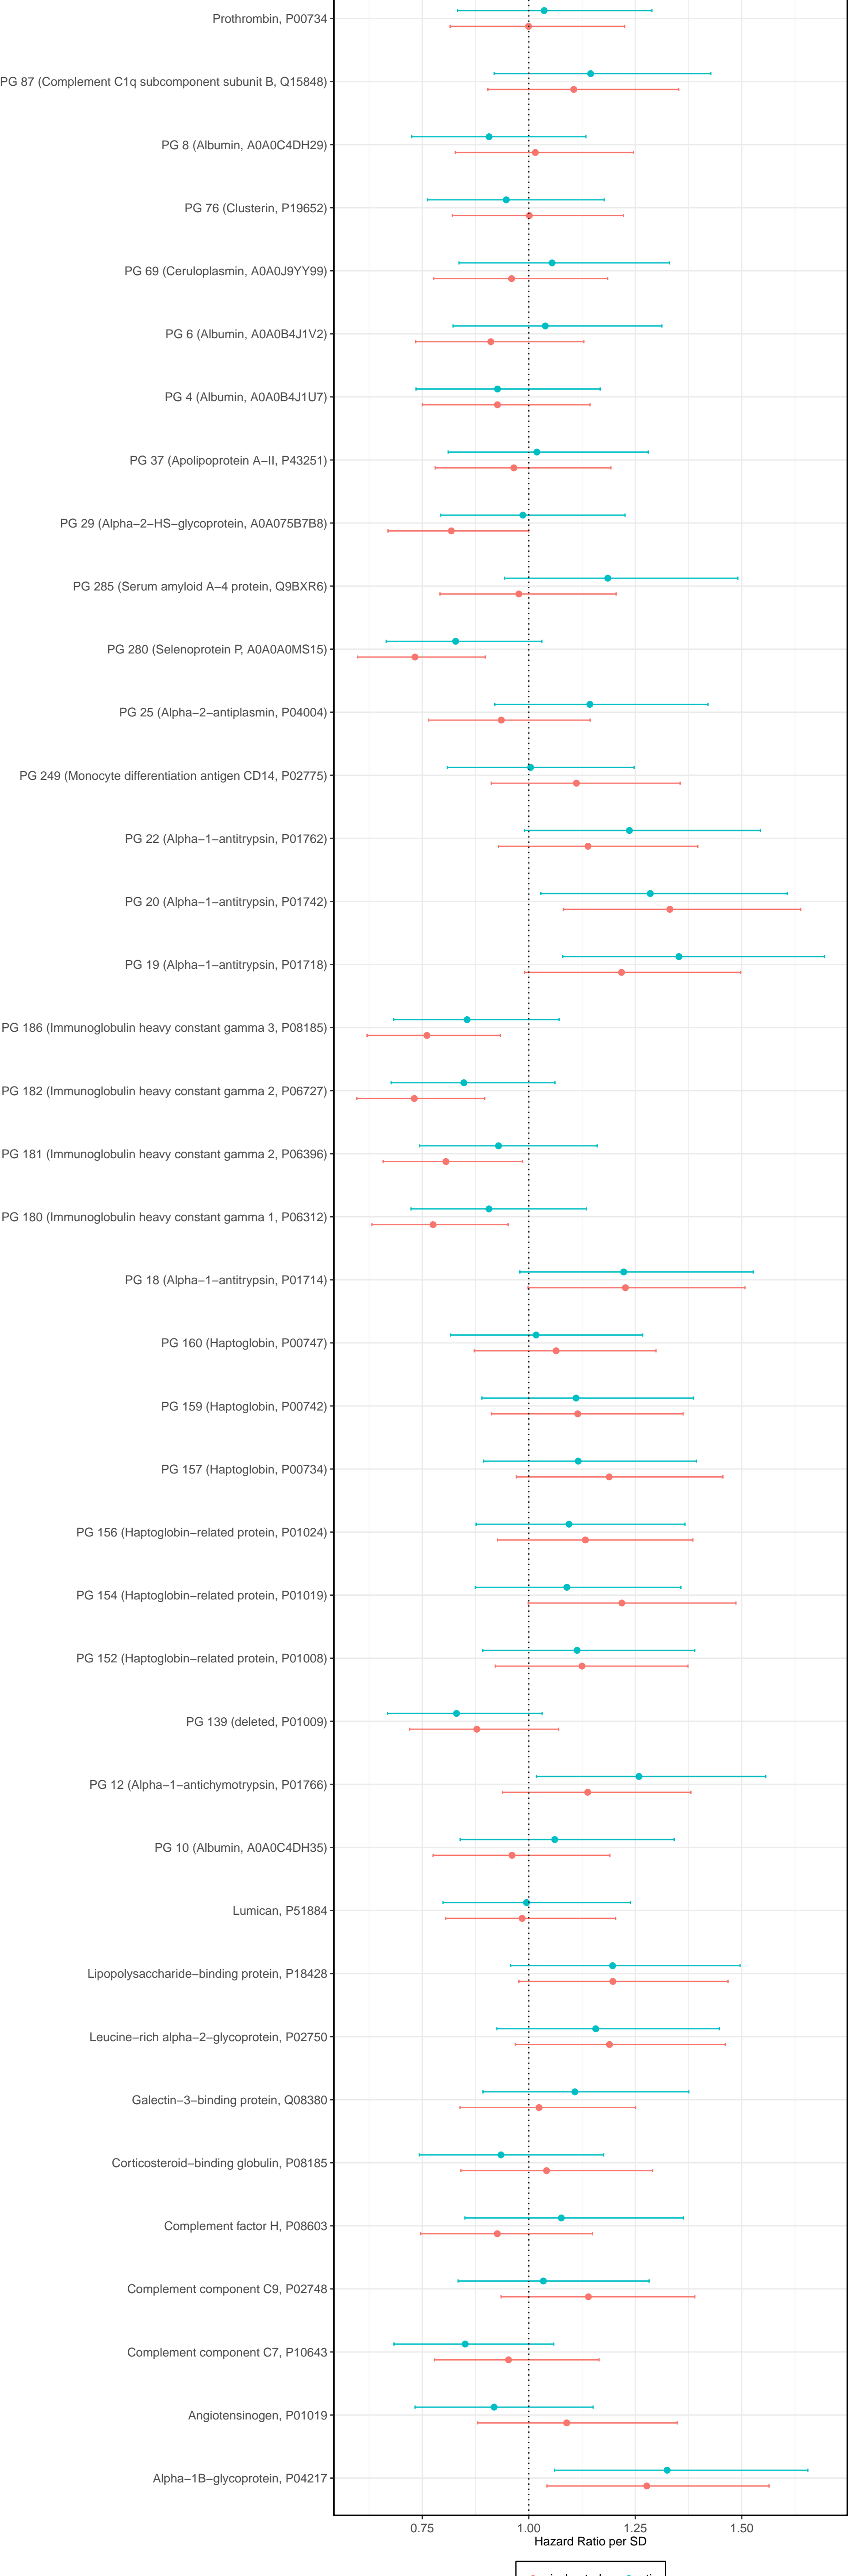 Prothrombin, P00734
PG 87 (Complement C1q subcomponent subunit B, Q15848)
PG 8 (Albumin, A0A0C4DH29)
PG 76 (Clusterin, P19652)
PG 69 (Ceruloplasmin, A0A0J9YY99)
PG 6 (Albumin, A0A0B4J1V2)
PG 4 (Albumin, A0A0B4J1U7)
PG 37 (Apolipoprotein A−II, P43251)
PG 29 (Alpha−2−HS−glycoprotein, A0A075B7B8)
PG 285 (Serum amyloid A−4 protein, Q9BXR6)
PG 280 (Selenoprotein P, A0A0A0MS15)
PG 25 (Alpha−2−antiplasmin, P04004)
PG 249 (Monocyte differentiation antigen CD14, P02775)
PG 22 (Alpha−1−antitrypsin, P01762)
PG 20 (Alpha−1−antitrypsin, P01742)
PG 19 (Alpha−1−antitrypsin, P01718)
PG 186 (Immunoglobulin heavy constant gamma 3, P08185)
PG 182 (Immunoglobulin heavy constant gamma 2, P06727)
PG 181 (Immunoglobulin heavy constant gamma 2, P06396)
PG 180 (Immunoglobulin heavy constant gamma 1, P06312)
PG 18 (Alpha−1−antitrypsin, P01714)
PG 160 (Haptoglobin, P00747)
PG 159 (Haptoglobin, P00742)
PG 157 (Haptoglobin, P00734)
PG 156 (Haptoglobin−related protein, P01024)
PG 154 (Haptoglobin−related protein, P01019)
PG 152 (Haptoglobin−related protein, P01008)
PG 139 (deleted, P01009)
PG 12 (Alpha−1−antichymotrypsin, P01766)
PG 10 (Albumin, A0A0C4DH35)
Lumican, P51884
Lipopolysaccharide−binding protein, P18428
Leucine−rich alpha−2−glycoprotein, P02750
Galectin−3−binding protein, Q08380
Corticosteroid−binding globulin, P08185
Complement factor H, P08603
Complement component C9, P02748
Complement component C7, P10643
Angiotensinogen, P01019
Alpha−1B−glycoprotein, P04217
0.75 1.00 1.25 1.50
Hazard Ratio per SD